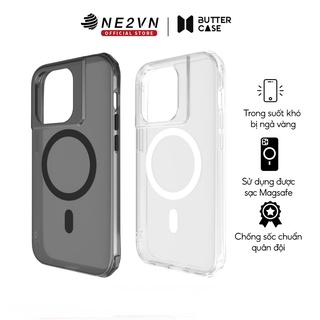 NE2VN
OFFICIAL STORE
BUTTER
CASE
Trong suốt khó
bị ngả vàng
Sử dụng được
sạc Magsafe
Chống sốc chuẩn
quân đội